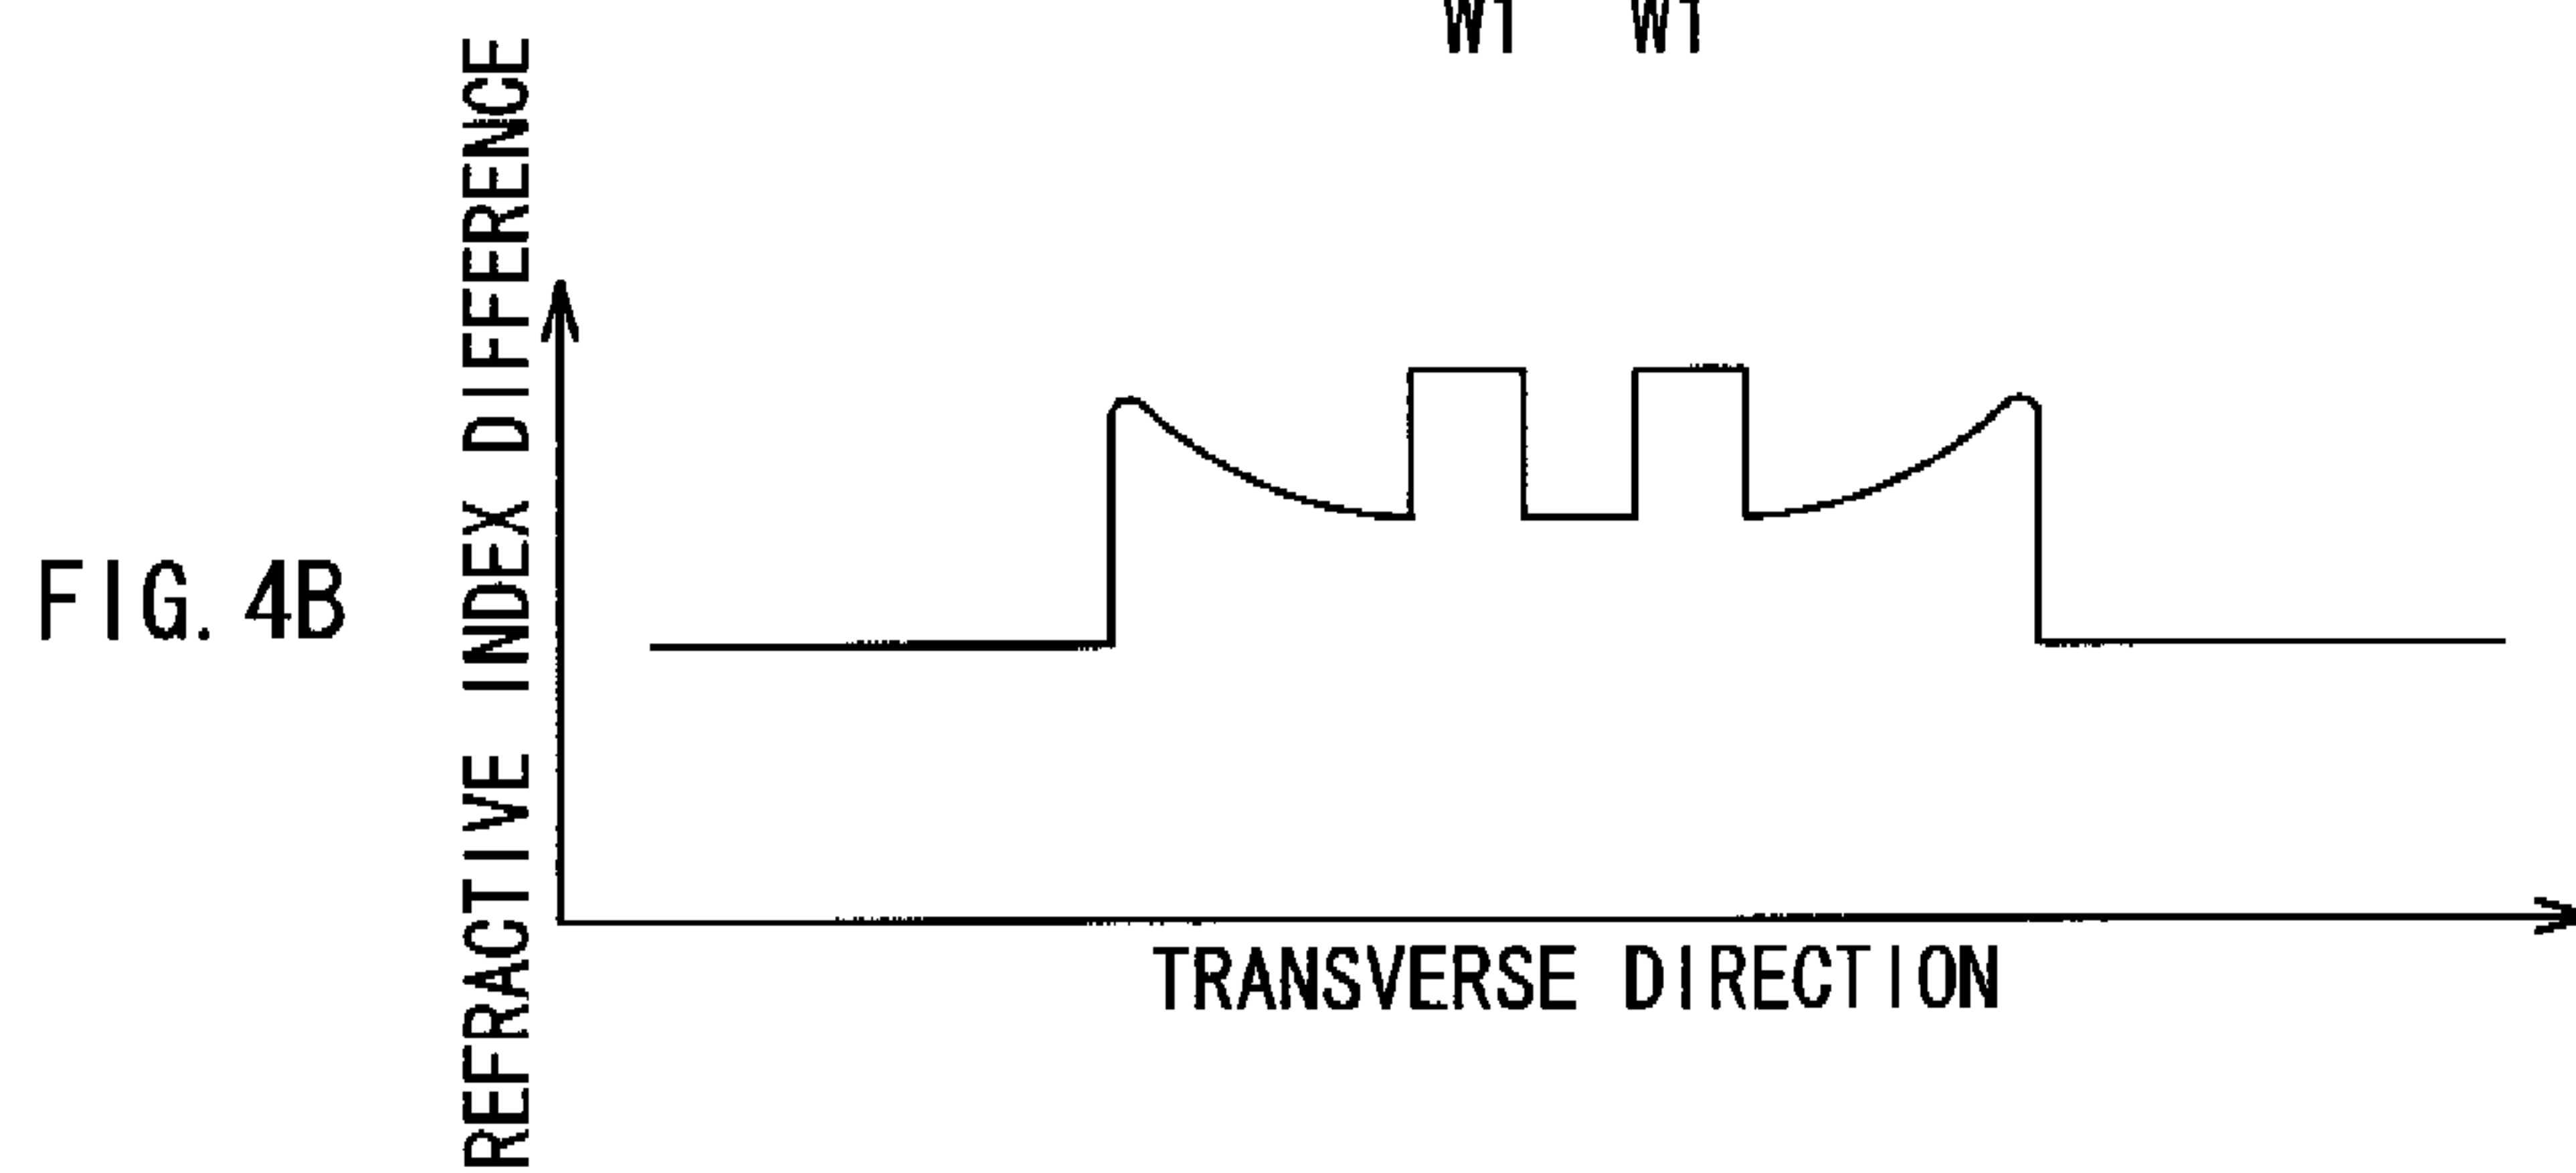 W1 W1
REFRACTIVE INDEX DIFFERENCE
FIG. 4B
TRANSVERSE DIRECTION